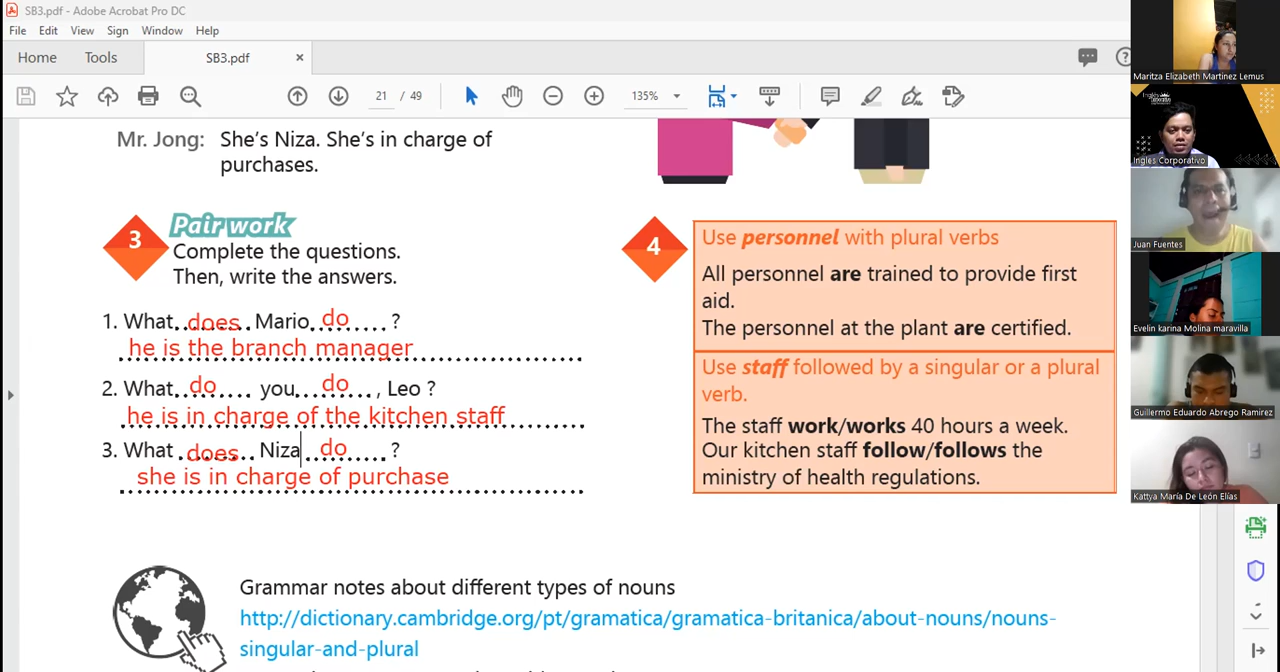 SB3.pdf - Adobe Acrobat Pro DC
File Edit View Sign Window Help
Home Tools SB3.pdf ×
21 / 49 135%
Mr. Jong: She's Niza. She's in charge of
purchases.
3 Pair work
Complete the questions.
Then, write the answers.
1. What does Mario do ?
he is the branch manager
2. What do you do , Leo ?
he is in charge of the kitchen staff
3. What does Niza do ?
she is in charge of purchase
4
Use personnel with plural verbs
All personnel are trained to provide first
aid.
The personnel at the plant are certified.
Use staff followed by a singular or a plural
verb.
The staff work/works 40 hours a week.
Our kitchen staff follow/follows the
ministry of health regulations.
Grammar notes about different types of nouns
http://dictionary.cambridge.org/pt/gramatica/gramatica-britanica/about-nouns/nouns-
singular-and-plural
Maritza Elizabeth Martinez Lemus
Ingles Corporativo
Juan Fuentes
Evelin karina Molina maravilla
Guillermo Eduardo Abrego Ramirez
Kattya María De León Elías